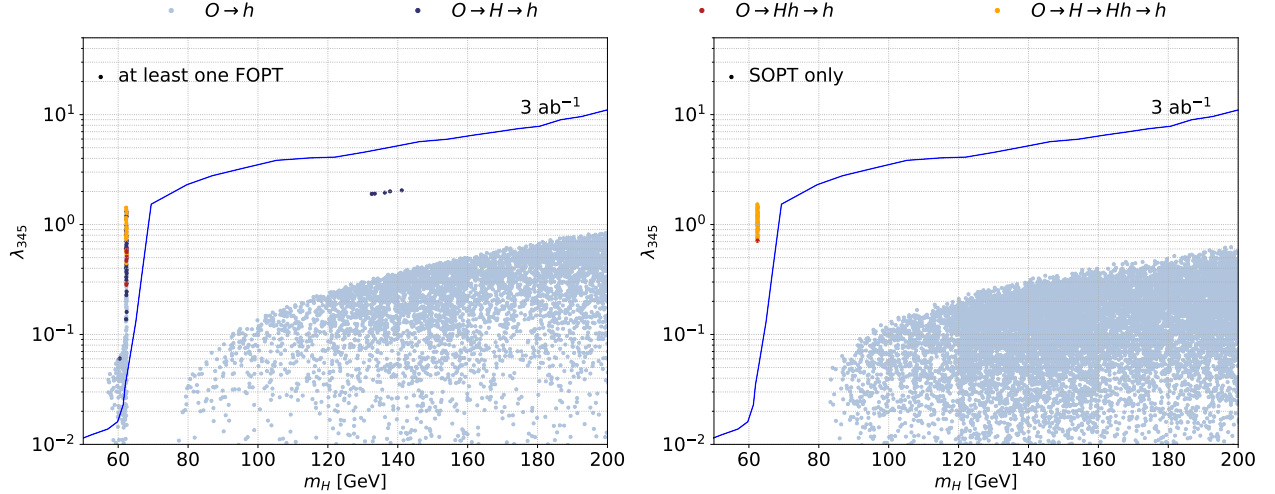 O → h O → H → h O → Hh → h O → H → Hh → h
at least one FOPT
3 ab⁻¹
λ₃₄₅
10¹
10⁰
10⁻¹
10⁻²
60 80 100 120 140 160 180 200
m_H [GeV]
SOPT only
3 ab⁻¹
λ₃₄₅
10¹
10⁰
10⁻¹
10⁻²
60 80 100 120 140 160 180 200
m_H [GeV]